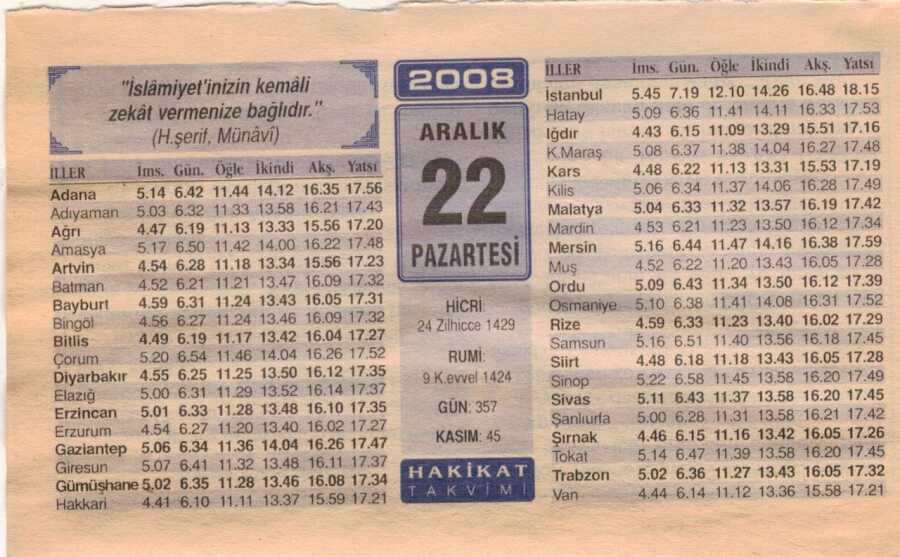 "İslâmiyet'inizin kemâli
zekât vermenize bağlıdır."
(H.şerif, Münâvî)
İLLER İms. Gün. Öğle İkindi Akş. Yatsı
Adana 5.14 6.42 11.44 14.12 16.35 17.56
Adıyaman 5.03 6.32 11.33 13.58 16.21 17.43
Ağrı 4.47 6.19 11.13 13.33 15.56 17.20
Amasya 5.17 6.50 11.42 14.00 16.22 17.48
Artvin 4.54 6.28 11.18 13.34 15.56 17.23
Batman 4.52 6.21 11.21 13.47 16.09 17.32
Bayburt 4.59 6.31 11.24 13.43 16.05 17.31
Bingöl 4.56 6.27 11.24 13.46 16.09 17.32
Bitlis 4.49 6.19 11.17 13.42 16.04 17.27
Çorum 5.20 6.54 11.46 14.04 16.26 17.52
Diyarbakır 4.55 6.25 11.25 13.50 16.12 17.35
Elazığ 5.00 6.31 11.29 13.52 16.14 17.37
Erzincan 5.01 6.33 11.28 13.48 16.10 17.35
Erzurum 4.54 6.27 11.20 13.40 16.02 17.27
Gaziantep 5.06 6.34 11.36 14.04 16.26 17.47
Giresun 5.07 6.41 11.32 13.48 16.11 17.37
Gümüşhane 5.02 6.35 11.28 13.46 16.08 17.34
Hakkari 4.41 6.10 11.11 13.37 15.59 17.21
2008
ARALIK
22
PAZARTESİ
HİCRİ:
24 Zilhicce 1429
RUMİ:
9 K.evvel 1424
GÜN: 357
KASIM: 45
HAKİKAT
TAKVİMİ
İLLER İms. Gün. Öğle İkindi Akş. Yatsı
İstanbul 5.45 7.19 12.10 14.26 16.48 18.15
Hatay 5.09 6.36 11.41 14.11 16.33 17.53
Iğdır 4.43 6.15 11.09 13.29 15.51 17.16
K.Maraş 5.08 6.37 11.38 14.04 16.27 17.48
Kars 4.48 6.22 11.13 13.31 15.53 17.19
Kilis 5.06 6.34 11.37 14.06 16.28 17.49
Malatya 5.04 6.33 11.32 13.57 16.19 17.42
Mardin 4.53 6.21 11.23 13.50 16.12 17.34
Mersin 5.16 6.44 11.47 14.16 16.38 17.59
Muş 4.52 6.22 11.20 13.43 16.05 17.28
Ordu 5.09 6.43 11.34 13.50 16.12 17.39
Osmaniye 5.10 6.38 11.41 14.08 16.31 17.52
Rize 4.59 6.33 11.23 13.40 16.02 17.29
Samsun 5.16 6.51 11.40 13.56 16.18 17.45
Siirt 4.48 6.18 11.18 13.43 16.05 17.28
Sinop 5.22 6.58 11.45 13.58 16.20 17.49
Sivas 5.11 6.43 11.37 13.58 16.20 17.45
Şanlıurfa 5.00 6.28 11.31 13.58 16.21 17.42
Şırnak 4.46 6.15 11.16 13.42 16.05 17.26
Tokat 5.14 6.47 11.39 13.58 16.20 17.45
Trabzon 5.02 6.36 11.27 13.43 16.05 17.32
Van 4.44 6.14 11.12 13.36 15.58 17.21